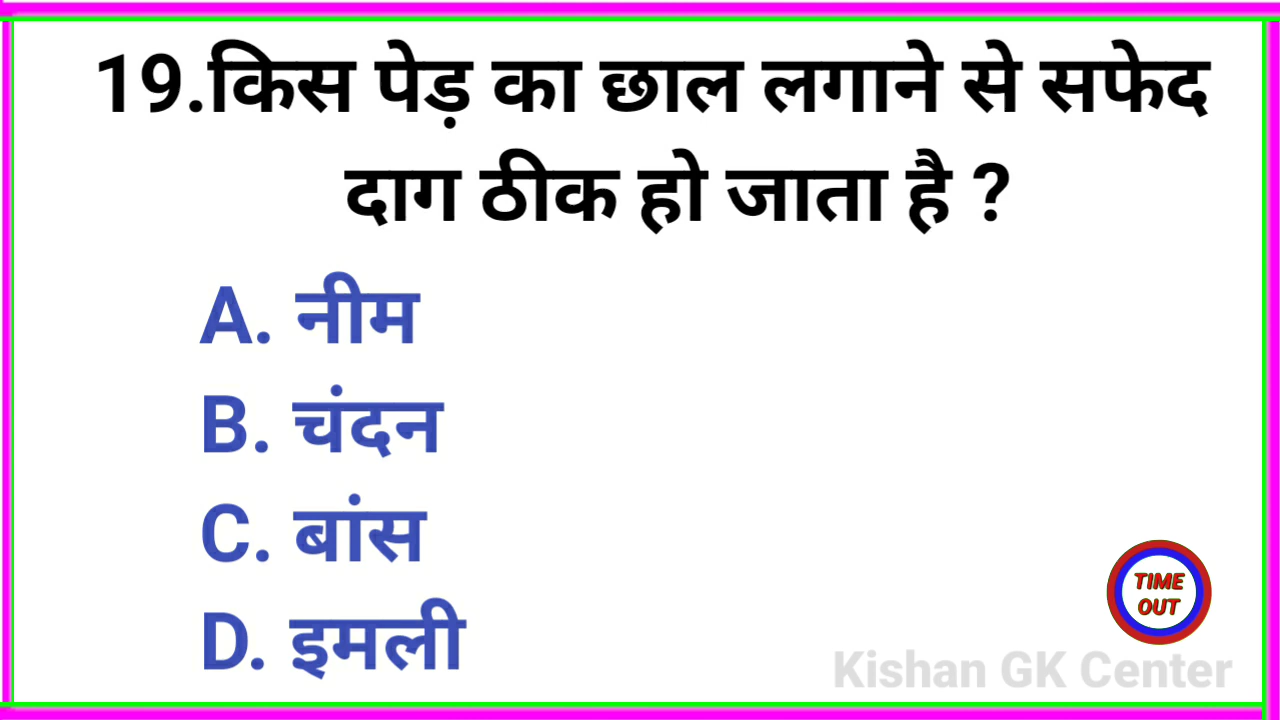 19.किस पेड़ का छाल लगाने से सफेद
दाग ठीक हो जाता है ?
A. नीम
B. चंदन
C. बांस
D. इमली
TIME
OUT
Kishan GK Center